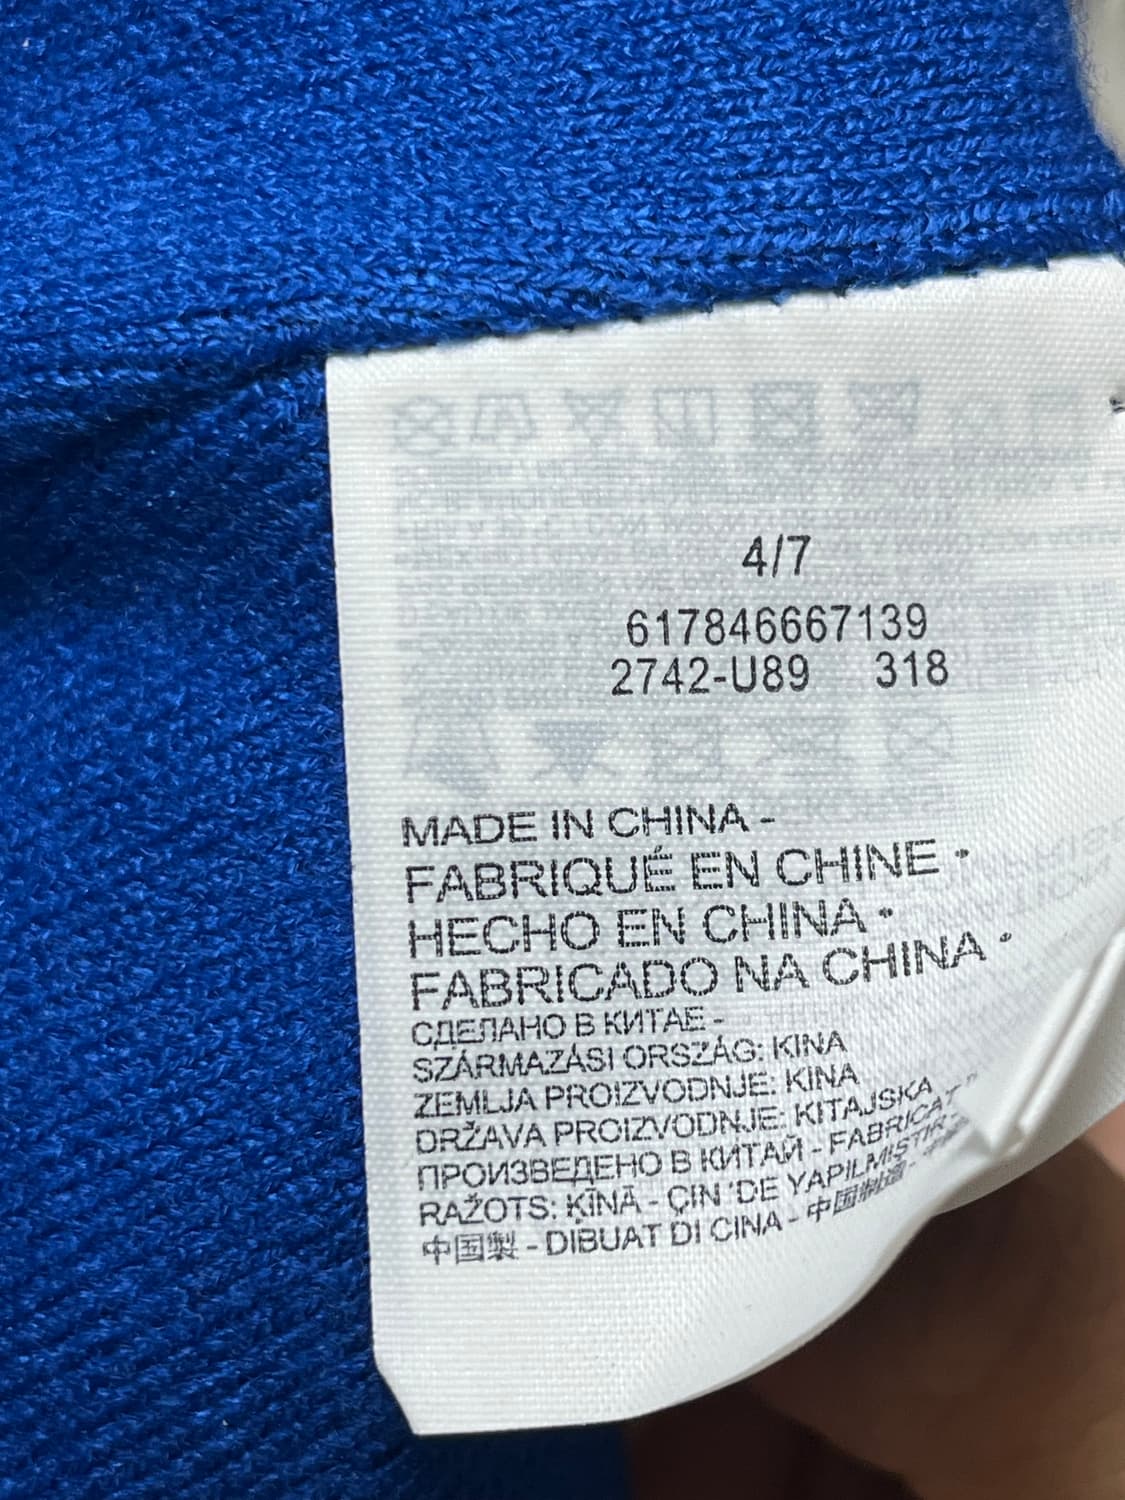 4/7
617846667139
2742-U89 318
MADE IN CHINA -
FABRIQUÉ EN CHINE •
HECHO EN CHINA •
FABRICADO NA CHINA •
СДЕЛАНО В КИТАЕ -
SZÁRMAZÁSI ORSZÁG: KINA
ZEMLJA PROIZVODNJE: KINA
DRŽAVA PROIZVODNJE: KITAJSKA
ПРОИЗВЕДЕНО В КИТАЙ - FABRICAT
RAŽOTS: ĶĪNĀ - ÇIN 'DE YAPILMIŞTIR -
中国製 - DIBUAT DI CINA - 中国制造 -